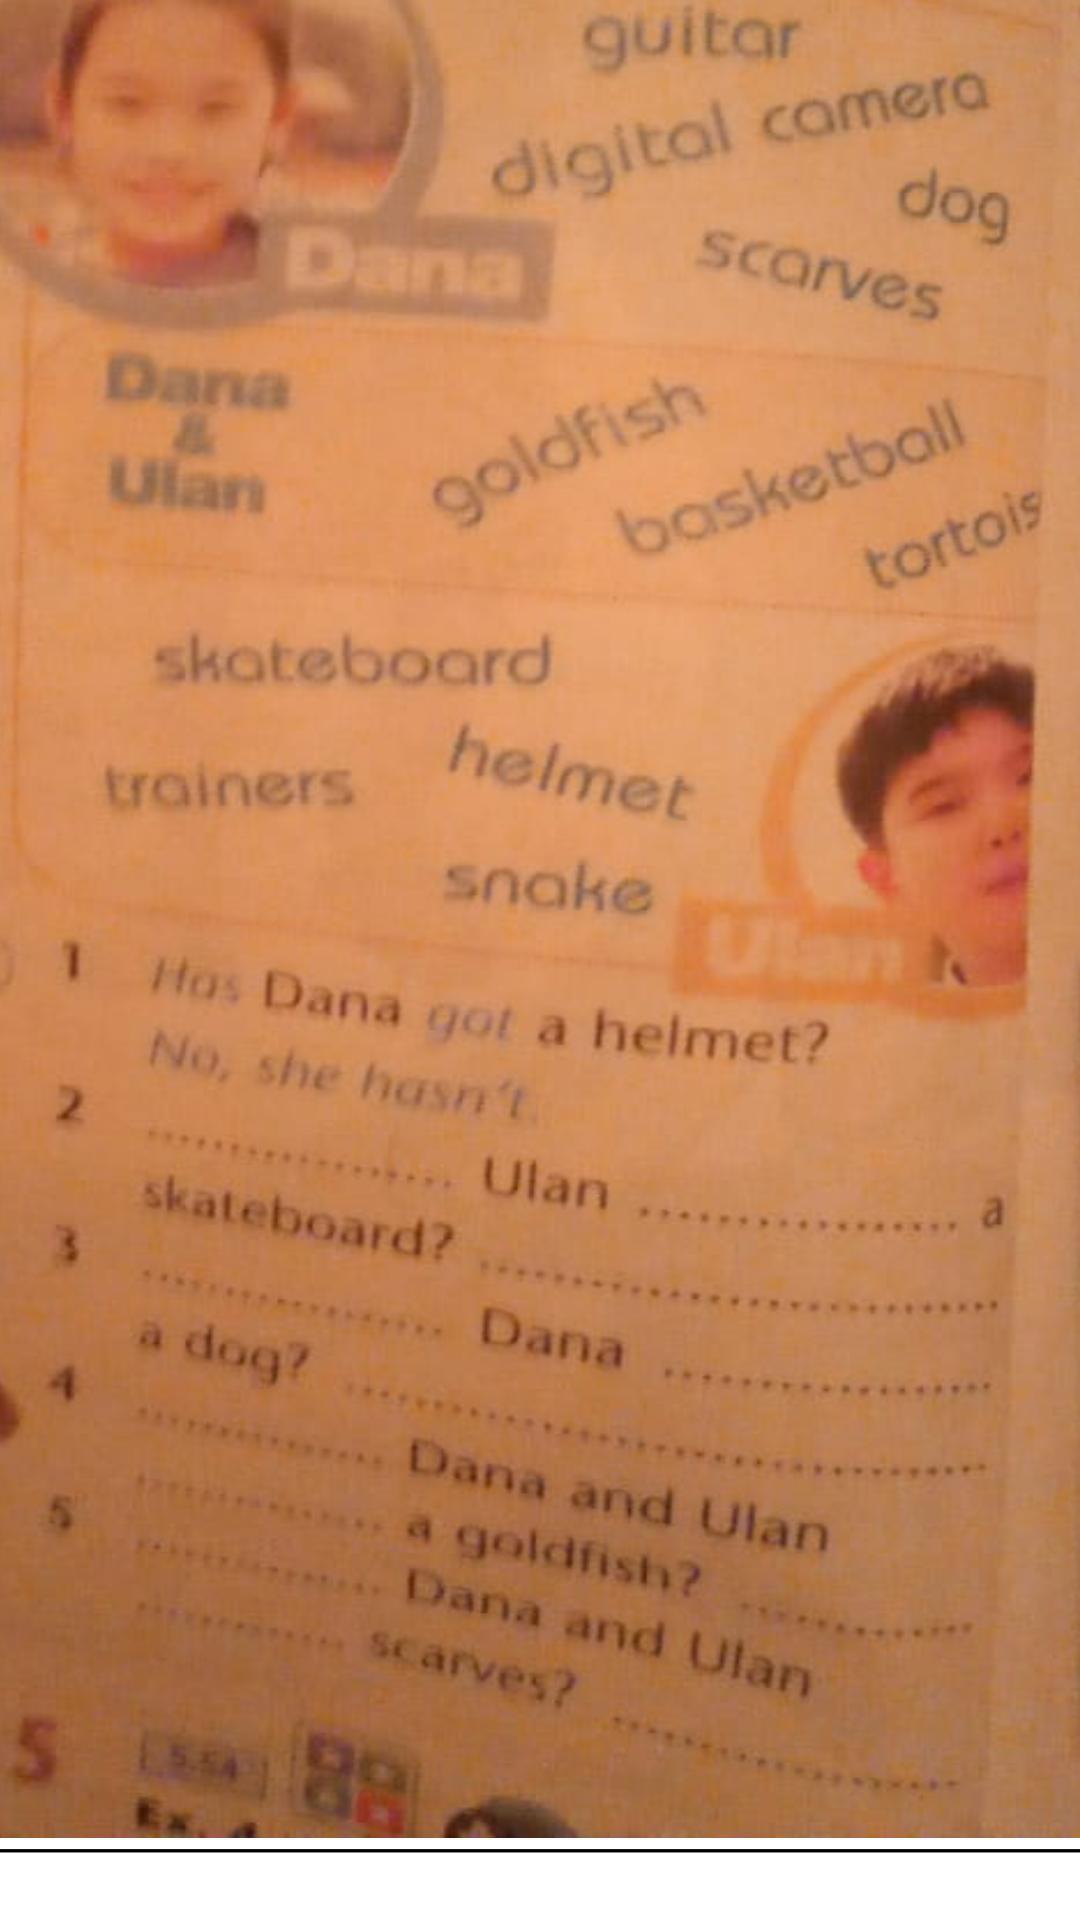 guitar
digital camera
dog
scarves
Dana
Dana
&
Ulan
goldfish
basketball
tortois
skateboard
helmet
trainers
snake
Ulan
1 Has Dana got a helmet?
No, she hasn't.
2 .................. Ulan .................. a
skateboard? ..............................
3 .................. Dana ..................
a dog? ..............................
4 .................. Dana and Ulan
.................. a goldfish? ..................
5 .................. Dana and Ulan
.................. scarves? ..................
5
Ex. 4